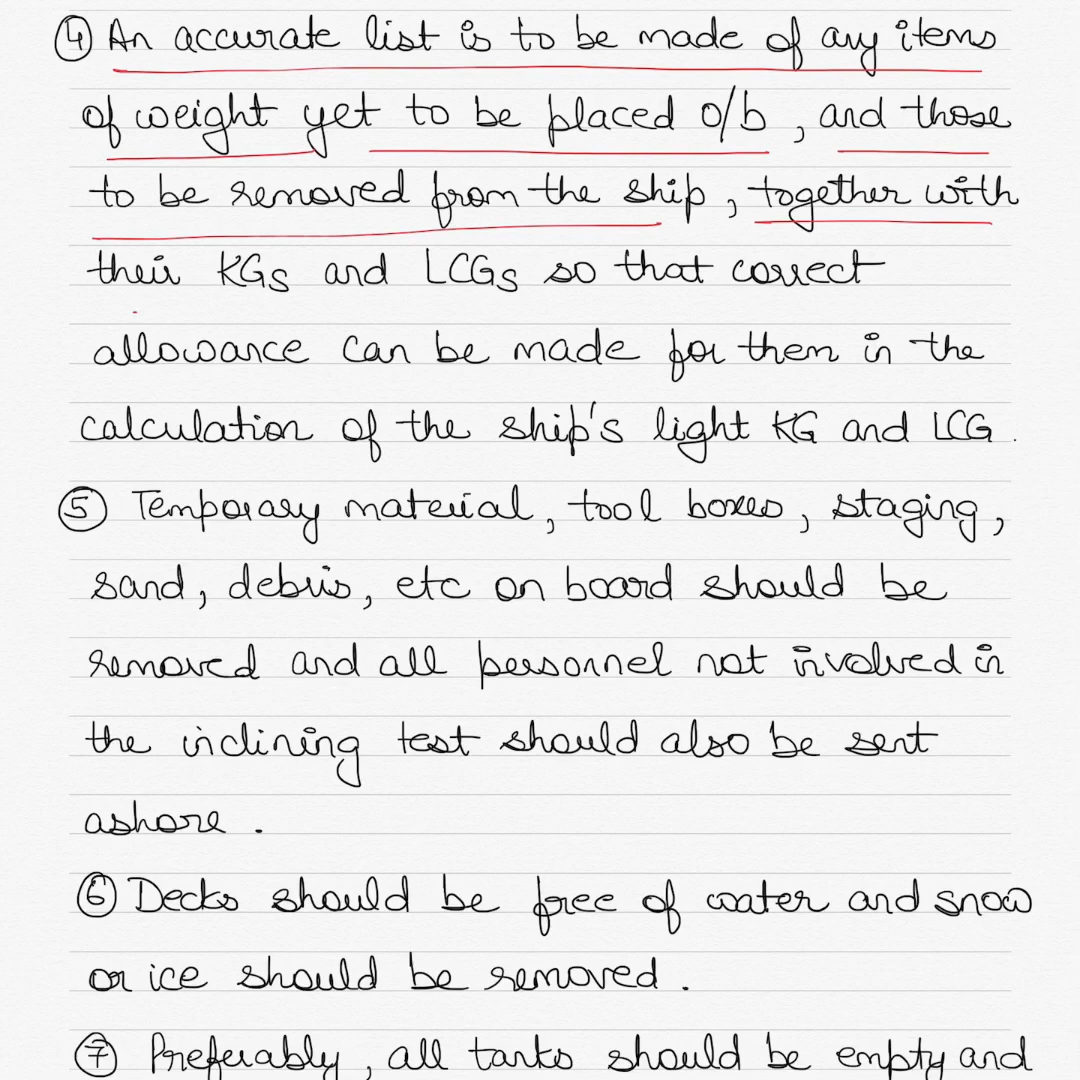 ④ An accurate list is to be made of any items
of weight yet to be placed o/b , and those
to be removed from the ship , together with
their KGs and LCGs so that correct
allowance can be made for them in the
calculation of the ship's light KG and LCG .
⑤ Temporary material, tool boxes, staging,
sand, debris, etc on board should be
removed and all personnel not involved in
the inclining test should also be sent
ashore .
⑥ Decks should be free of water and snow
or ice should be removed .
⑦ Preferably, all tanks should be empty and